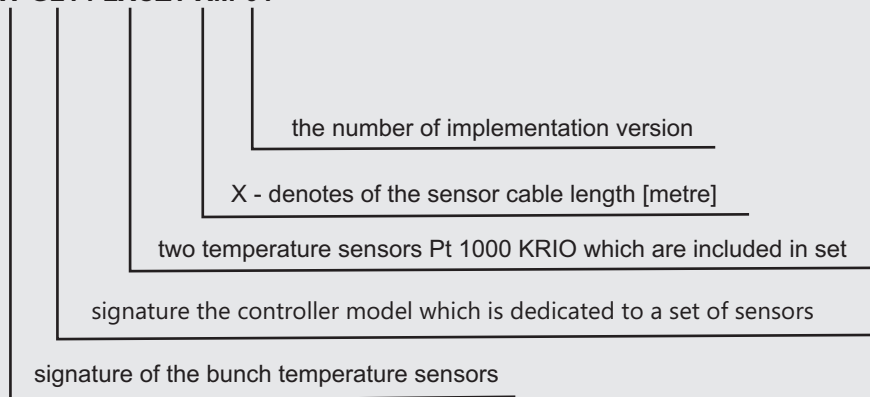 the number of implementation version
X - denotes of the sensor cable length [metre]
two temperature sensors Pt 1000 KRIO which are included in set
signature the controller model which is dedicated to a set of sensors
signature of the bunch temperature sensors